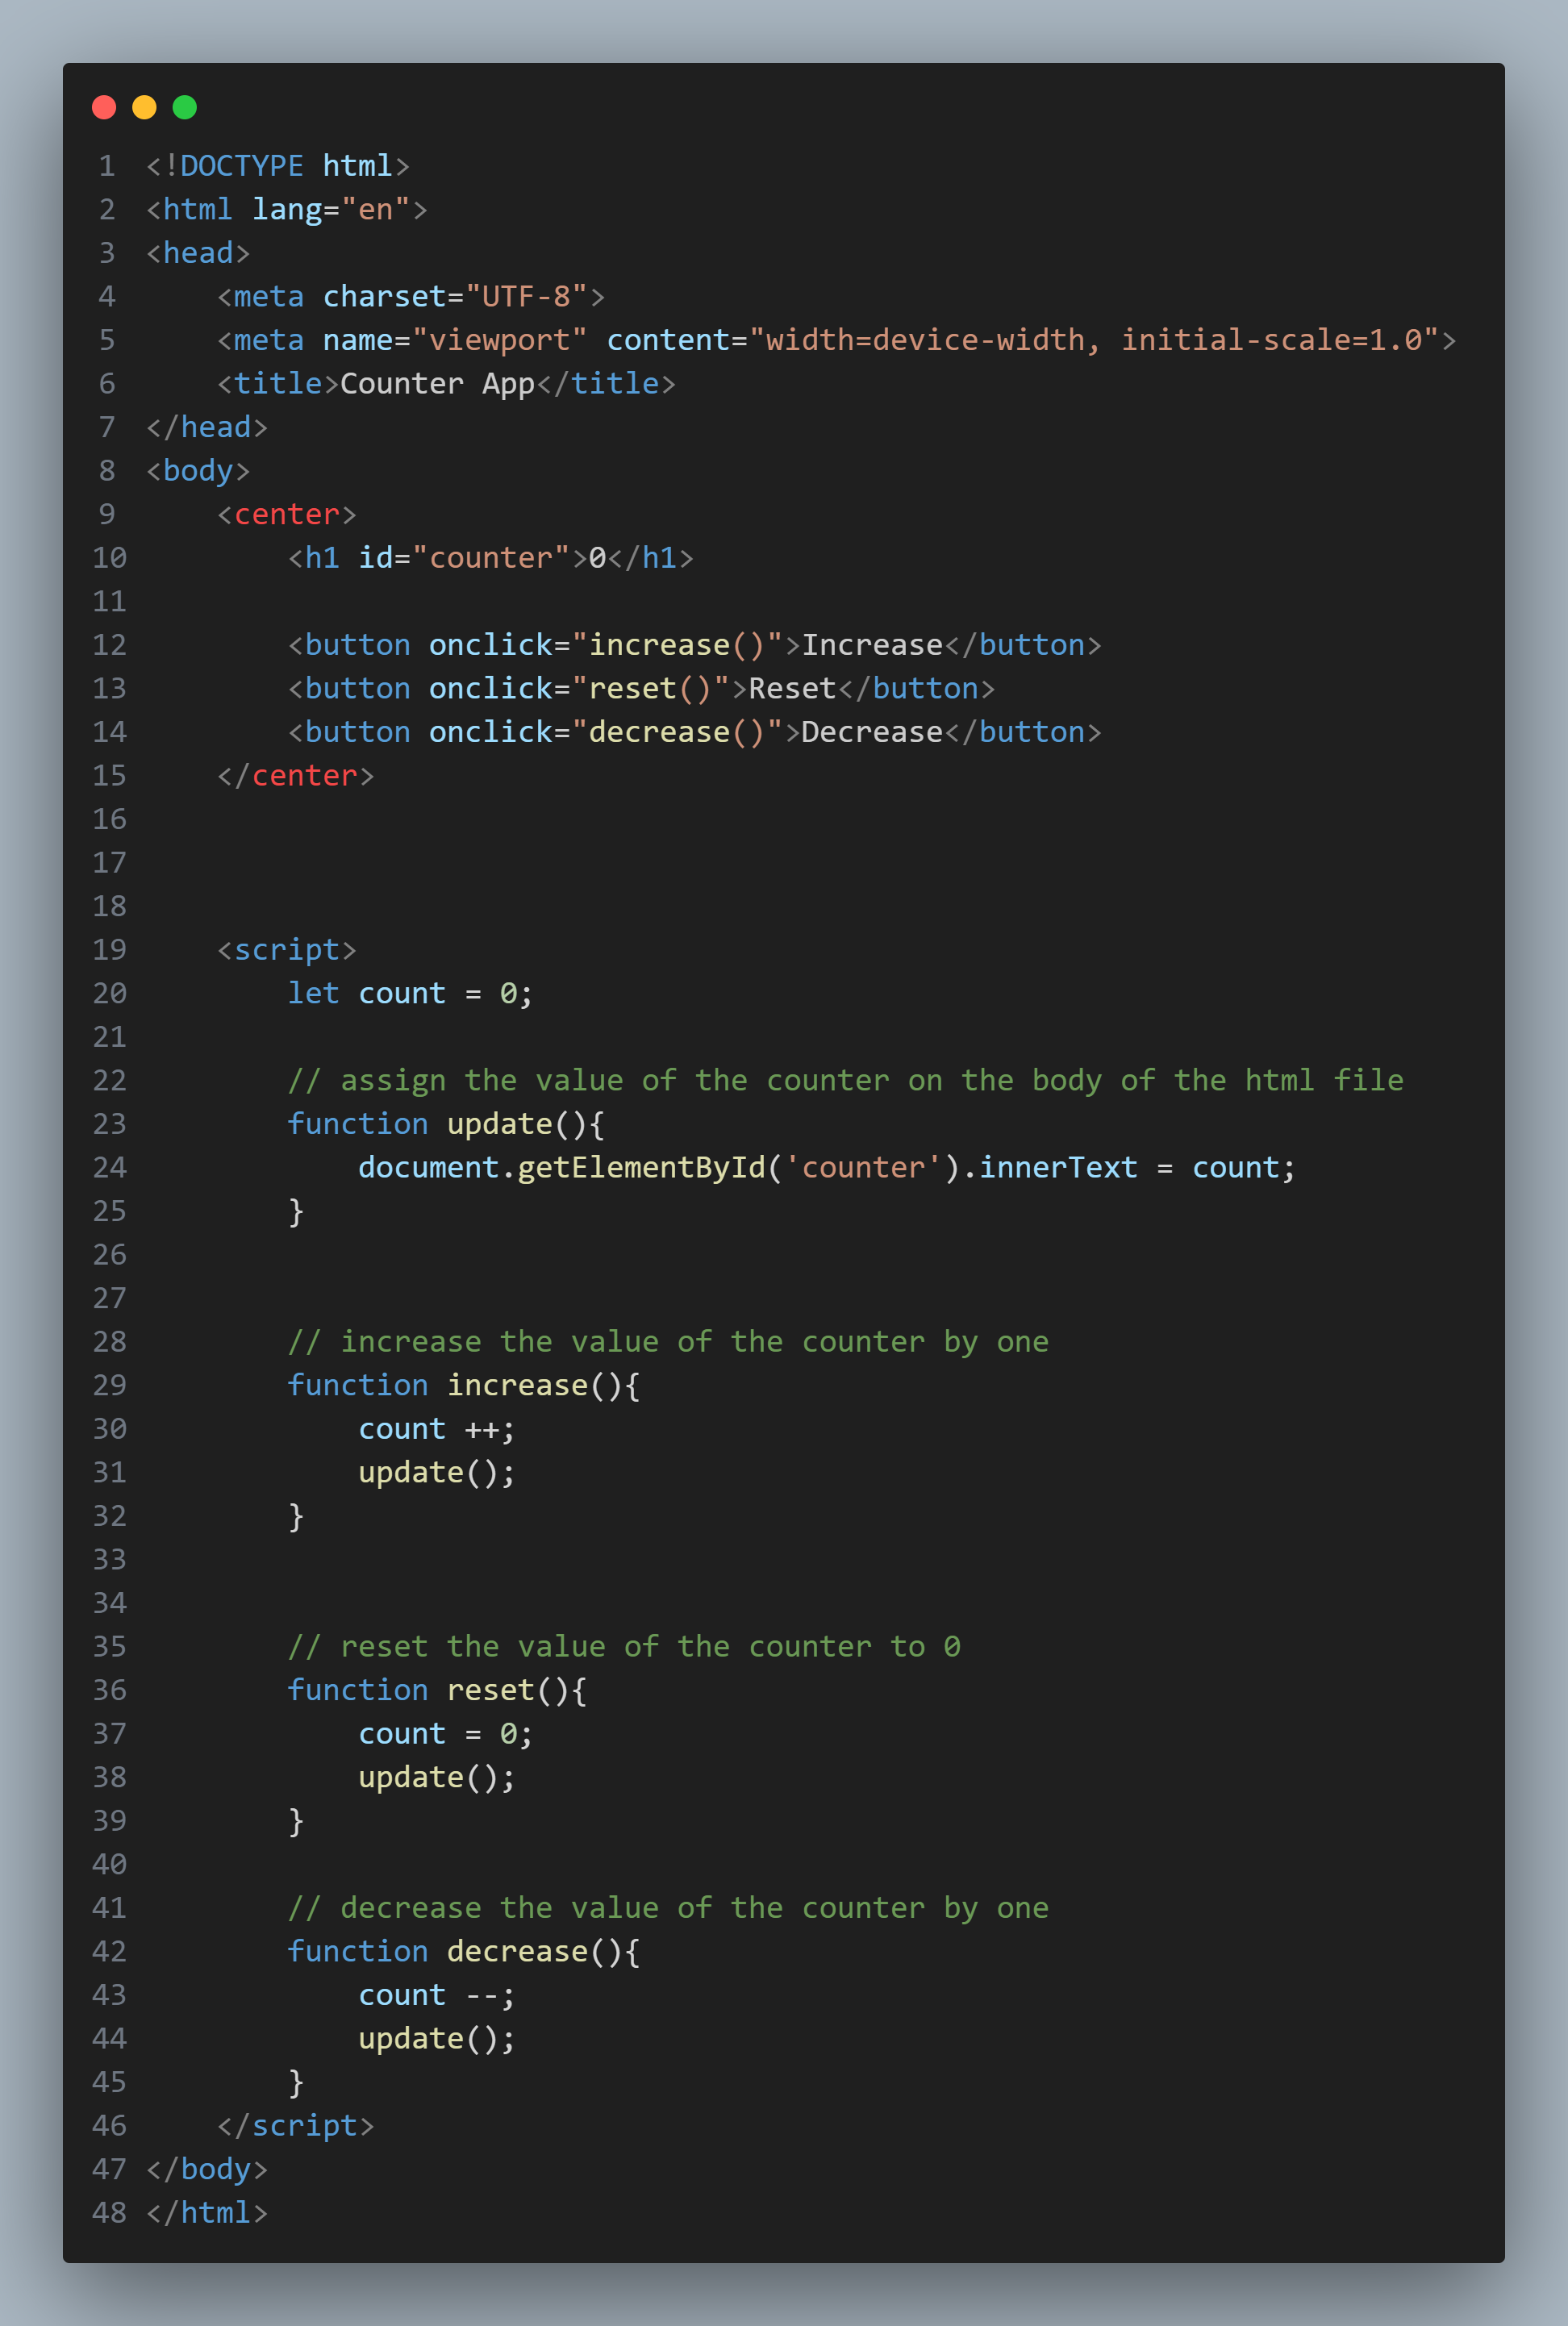 1 <!DOCTYPE html>
2 <html lang="en">
3 <head>
4     <meta charset="UTF-8">
5     <meta name="viewport" content="width=device-width, initial-scale=1.0">
6     <title>Counter App</title>
7 </head>
8 <body>
9     <center>
10         <h1 id="counter">0</h1>
11
12         <button onclick="increase()">Increase</button>
13         <button onclick="reset()">Reset</button>
14         <button onclick="decrease()">Decrease</button>
15     </center>
16
17
18
19     <script>
20         let count = 0;
21
22         // assign the value of the counter on the body of the html file
23         function update(){
24             document.getElementById('counter').innerText = count;
25         }
26
27
28         // increase the value of the counter by one
29         function increase(){
30             count ++;
31             update();
32         }
33
34
35         // reset the value of the counter to 0
36         function reset(){
37             count = 0;
38             update();
39         }
40
41         // decrease the value of the counter by one
42         function decrease(){
43             count --;
44             update();
45         }
46     </script>
47 </body>
48 </html>